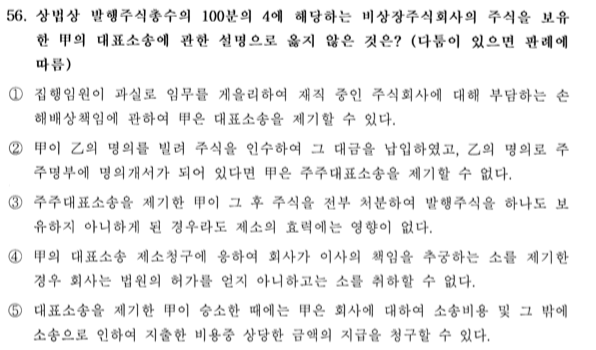 56. 상법상 발행주식총수의 100분의 4에 해당하는 비상장주식회사의 주식을 보유
한 甲의 대표소송에 관한 설명으로 옳지 않은 것은? (다툼이 있으면 판례에
따름)
① 집행임원이 과실로 임무를 게을리하여 재직 중인 주식회사에 대해 부담하는 손
해배상책임에 관하여 甲은 대표소송을 제기할 수 있다.
② 甲이 乙의 명의를 빌려 주식을 인수하여 그 대금을 납입하였고, 乙의 명의로 주
주명부에 명의개서가 되어 있다면 甲은 주주대표소송을 제기할 수 없다.
③ 주주대표소송을 제기한 甲이 그 후 주식을 전부 처분하여 발행주식을 하나도 보
유하지 아니하게 된 경우라도 제소의 효력에는 영향이 없다.
④ 甲의 대표소송 제소청구에 응하여 회사가 이사의 책임을 추궁하는 소를 제기한
경우 회사는 법원의 허가를 얻지 아니하고는 소를 취하할 수 없다.
⑤ 대표소송을 제기한 甲이 승소한 때에는 甲은 회사에 대하여 소송비용 및 그 밖에
소송으로 인하여 지출한 비용중 상당한 금액의 지급을 청구할 수 있다.